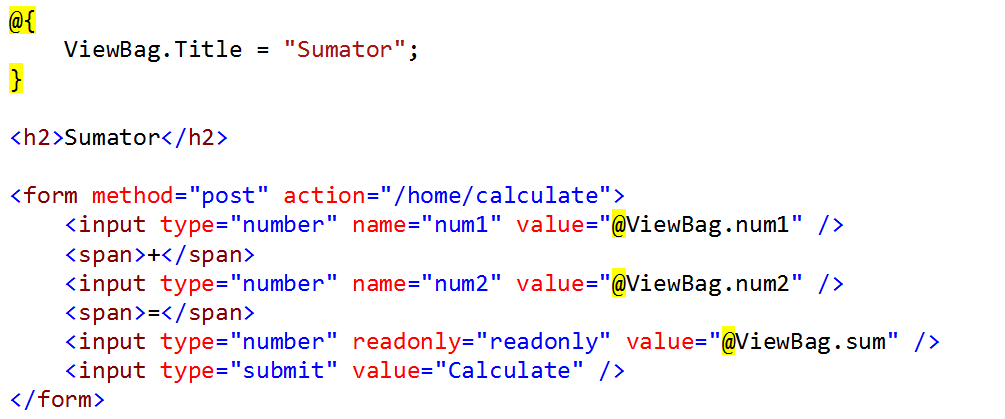 @{
    ViewBag.Title = "Sumator";
}
<h2>Sumator</h2>
<form method="post" action="/home/calculate">
    <input type="number" name="num1" value="@ViewBag.num1" />
    <span>+</span>
    <input type="number" name="num2" value="@ViewBag.num2" />
    <span>=</span>
    <input type="number" readonly="readonly" value="@ViewBag.sum" />
    <input type="submit" value="Calculate" />
</form>